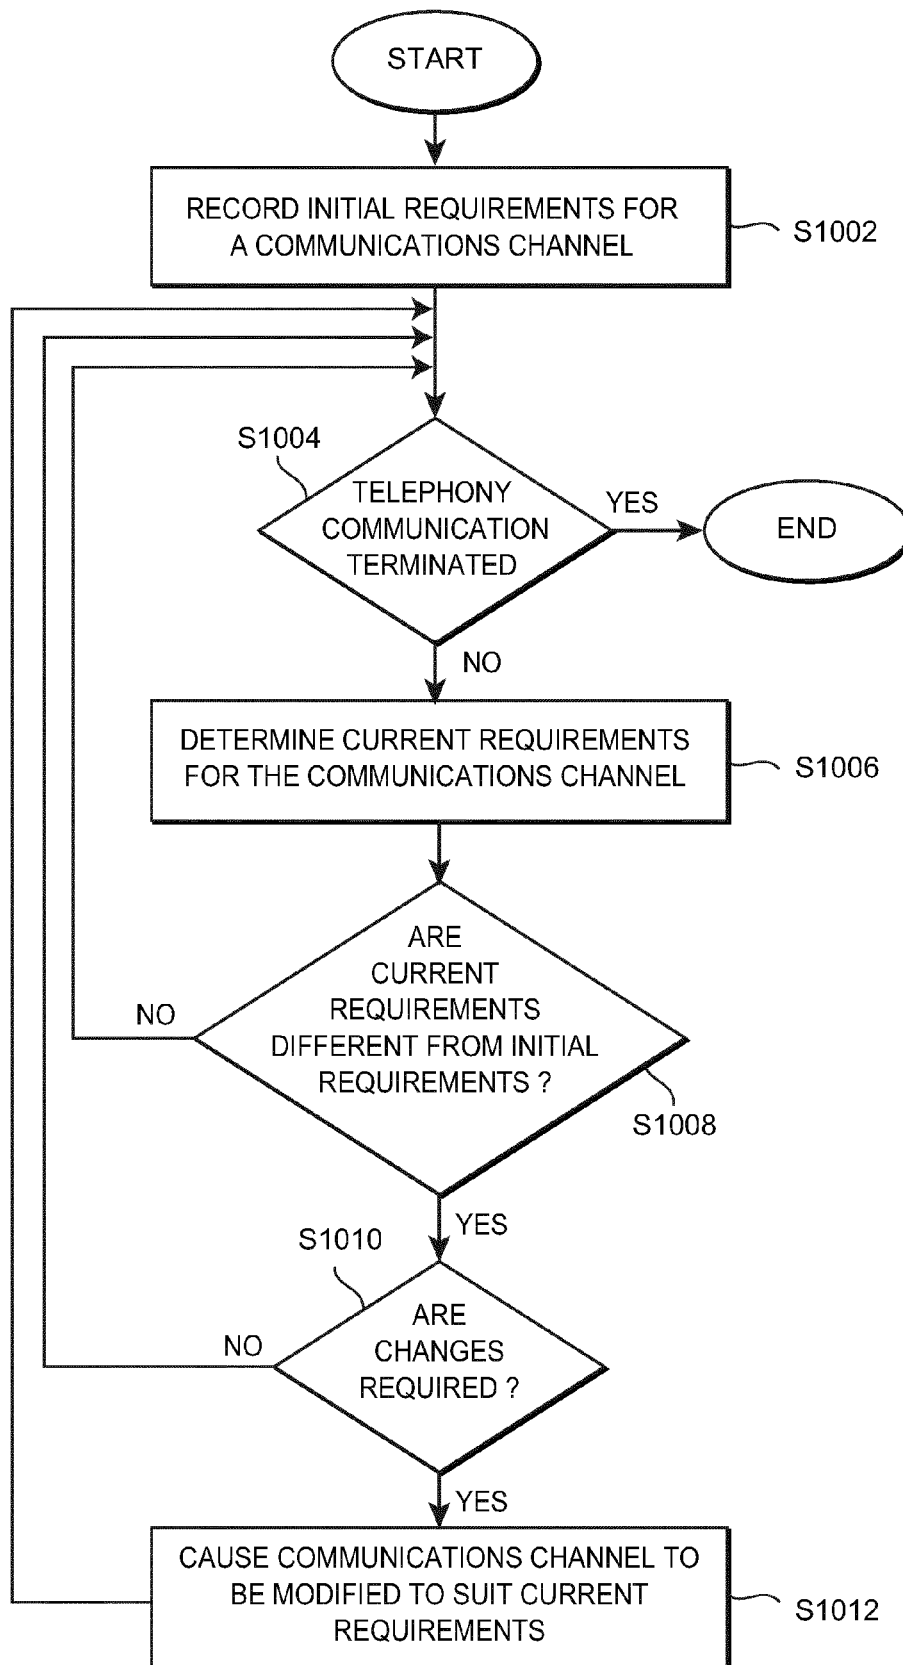 START
RECORD INITIAL REQUIREMENTS FOR
A COMMUNICATIONS CHANNEL
S1002
S1004
TELEPHONY
COMMUNICATION
TERMINATED
YES
END
NO
DETERMINE CURRENT REQUIREMENTS
FOR THE COMMUNICATIONS CHANNEL
S1006
ARE
CURRENT
REQUIREMENTS
DIFFERENT FROM INITIAL
REQUIREMENTS ?
NO
S1008
YES
S1010
ARE
CHANGES
REQUIRED ?
NO
YES
CAUSE COMMUNICATIONS CHANNEL TO
BE MODIFIED TO SUIT CURRENT
REQUIREMENTS
S1012